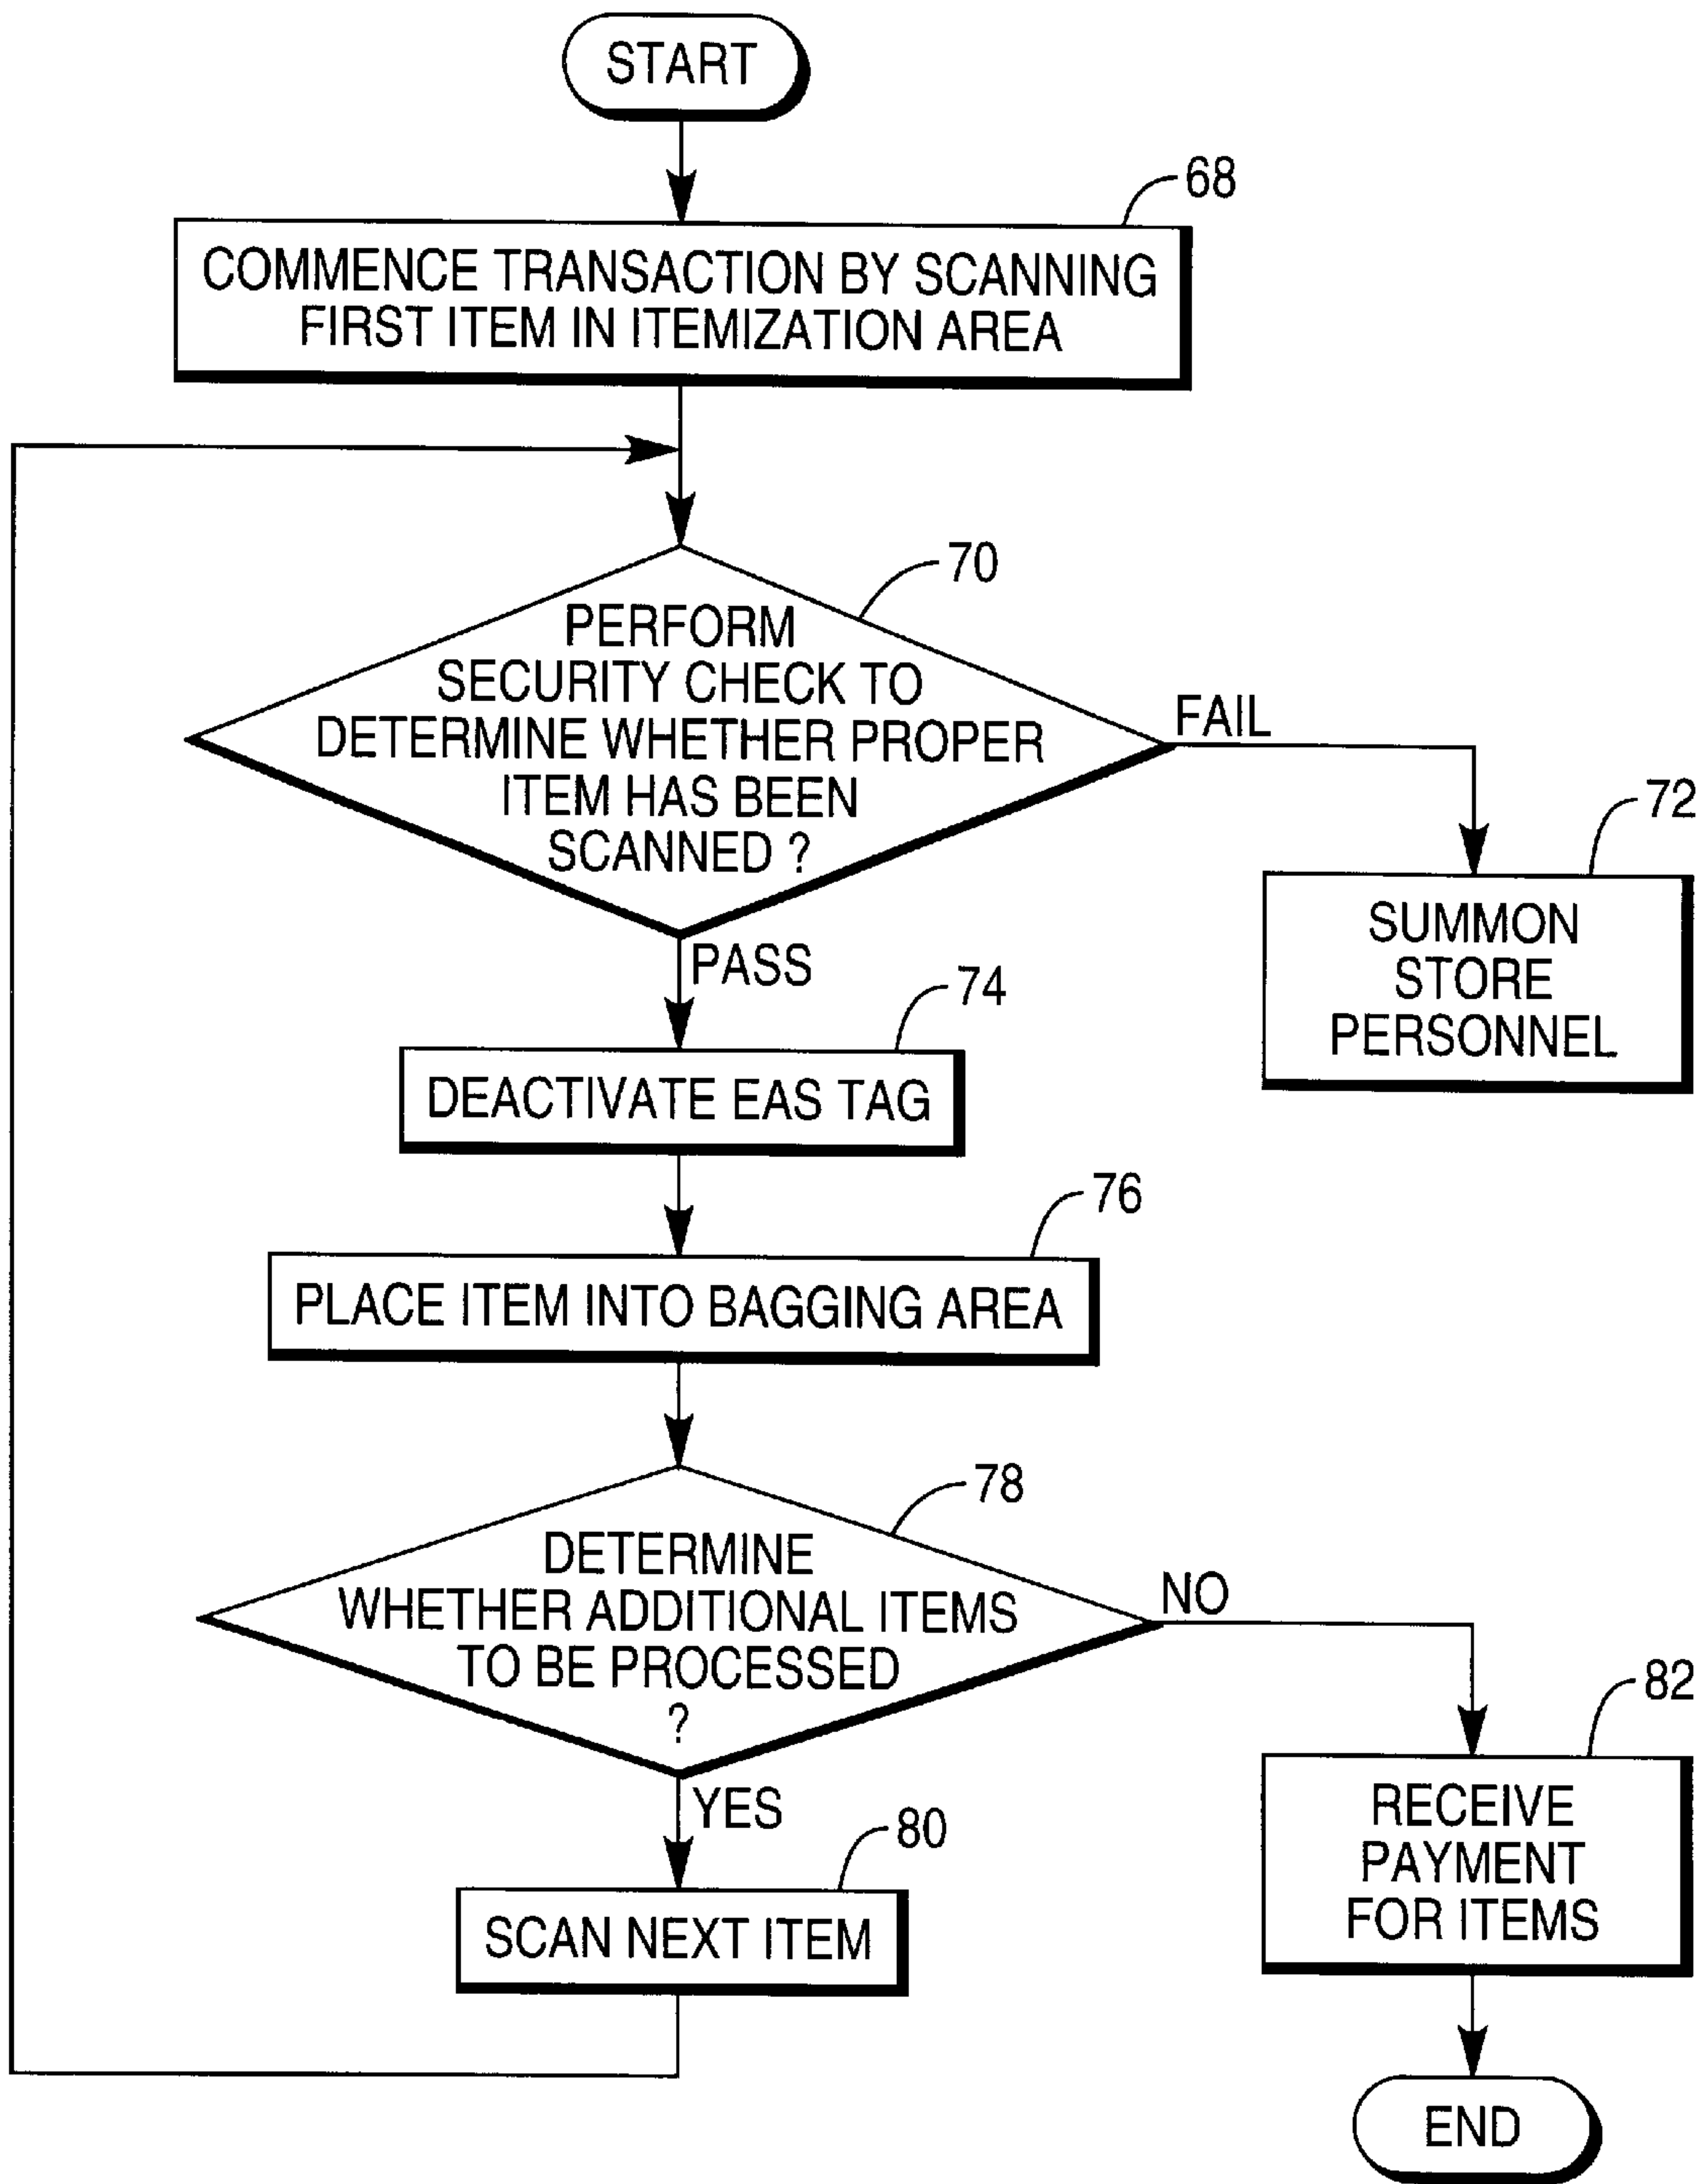 START
68
COMMENCE TRANSACTION BY SCANNING
FIRST ITEM IN ITEMIZATION AREA
70
PERFORM
SECURITY CHECK TO
DETERMINE WHETHER PROPER
ITEM HAS BEEN
SCANNED ?
FAIL
72
SUMMON
STORE
PERSONNEL
PASS
74
DEACTIVATE EAS TAG
76
PLACE ITEM INTO BAGGING AREA
78
DETERMINE
WHETHER ADDITIONAL ITEMS
TO BE PROCESSED
?
NO
82
RECEIVE
PAYMENT
FOR ITEMS
YES
80
SCAN NEXT ITEM
END